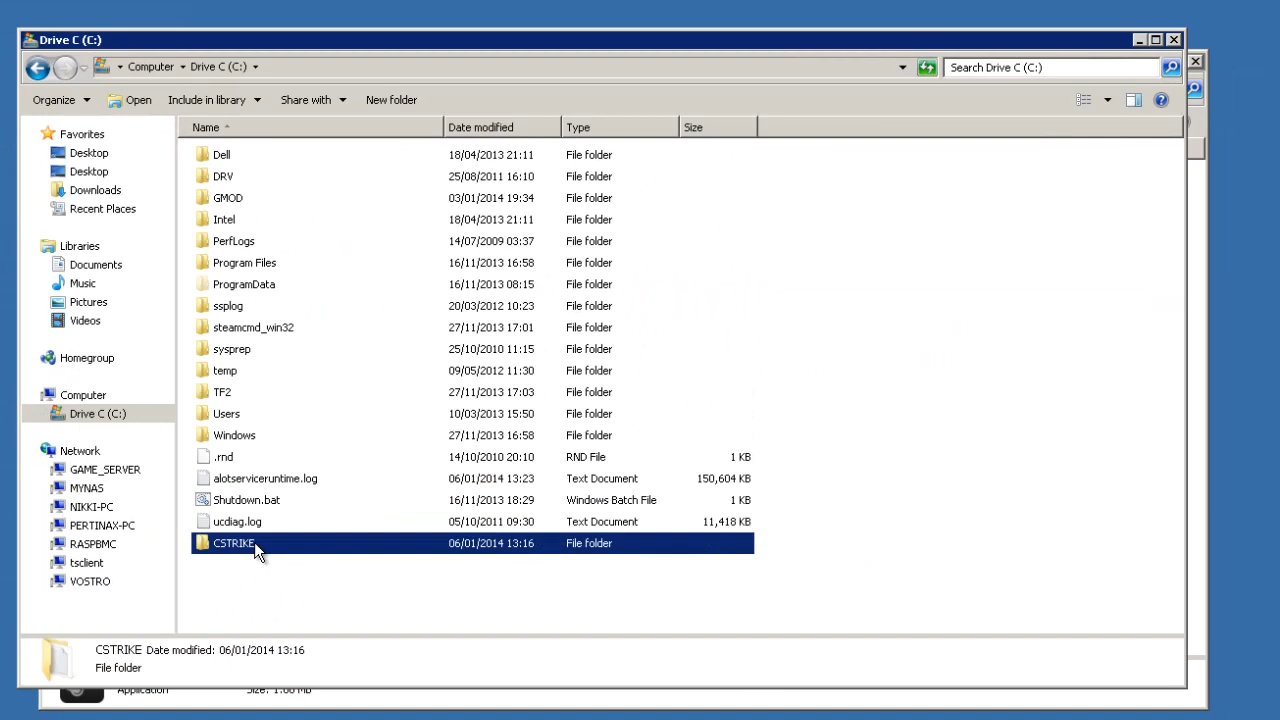 Drive C (C:)
Computer Drive C (C:)
Search Drive C (C:)
Organize Open Include in library Share with New folder
Name Date modified Type Size
Favorites
Desktop
Desktop
Downloads
Recent Places
Libraries
Documents
Music
Pictures
Videos
Homegroup
Computer
Drive C (C:)
Network
GAME_SERVER
MYNAS
NIKKI-PC
PERTINAX-PC
RASPBMC
tsclient
VOSTRO
Dell 18/04/2013 21:11 File folder
DRV 25/08/2011 16:10 File folder
GMOD 03/01/2014 19:34 File folder
Intel 18/04/2013 21:11 File folder
PerfLogs 14/07/2009 03:37 File folder
Program Files 16/11/2013 16:58 File folder
ProgramData 16/11/2013 08:15 File folder
ssplog 20/03/2012 10:23 File folder
steamcmd_win32 27/11/2013 17:01 File folder
sysprep 25/10/2010 11:15 File folder
temp 09/05/2012 11:30 File folder
TF2 27/11/2013 17:03 File folder
Users 10/03/2013 15:50 File folder
Windows 27/11/2013 16:58 File folder
.rnd 14/10/2010 20:10 RND File 1 KB
alotserviceruntime.log 06/01/2014 13:23 Text Document 150,604 KB
Shutdown.bat 16/11/2013 18:29 Windows Batch File 1 KB
ucdiag.log 05/10/2011 09:30 Text Document 11,418 KB
CSTRIKE 06/01/2014 13:16 File folder
CSTRIKE Date modified: 06/01/2014 13:16
File folder
Application Size: 1.00 MB